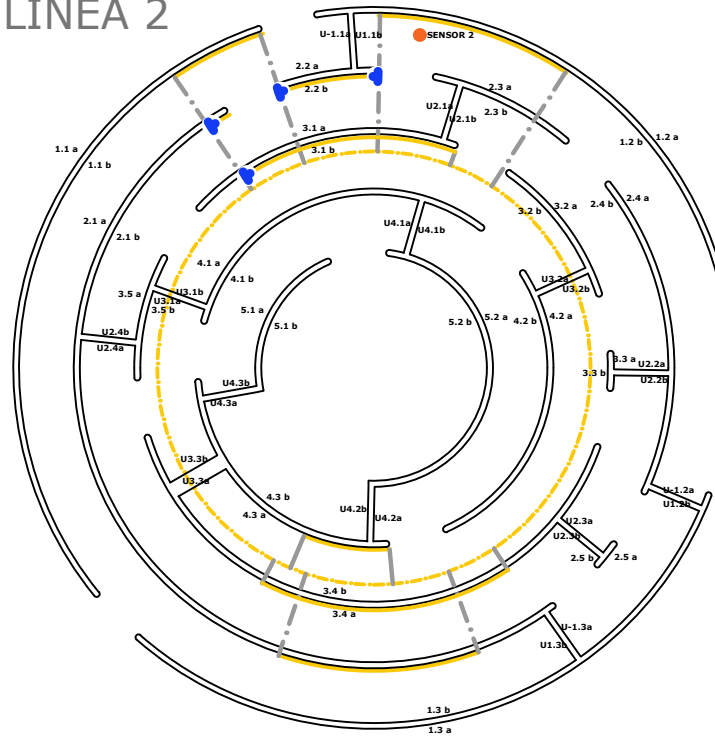 LÍNEA 2
U-1.1a
U1.1b
SENSOR 2
2.2 a
2.2 b
2.3 a
2.3 b
U2.1a
U2.1b
3.1 a
3.1 b
1.2 a
1.2 b
1.1 a
1.1 b
2.4 a
2.4 b
3.2 a
3.2 b
2.1 a
2.1 b
U4.1a
U4.1b
4.1 a
4.1 b
U3.2a
U3.2b
3.5 a
3.5 b
U3.1b
U3.1a
5.1 a
5.1 b
5.2 a
5.2 b
4.2 a
4.2 b
U2.4b
U2.4a
3.3 a
3.3 b
U2.2a
U2.2b
U4.3b
U4.3a
U3.3b
U3.3a
4.3 b
4.3 a
U4.2b
U4.2a
U-1.2a
U1.2b
U2.3a
U2.3b
2.5 b
2.5 a
3.4 b
3.4 a
U-1.3a
U1.3b
1.3 b
1.3 a